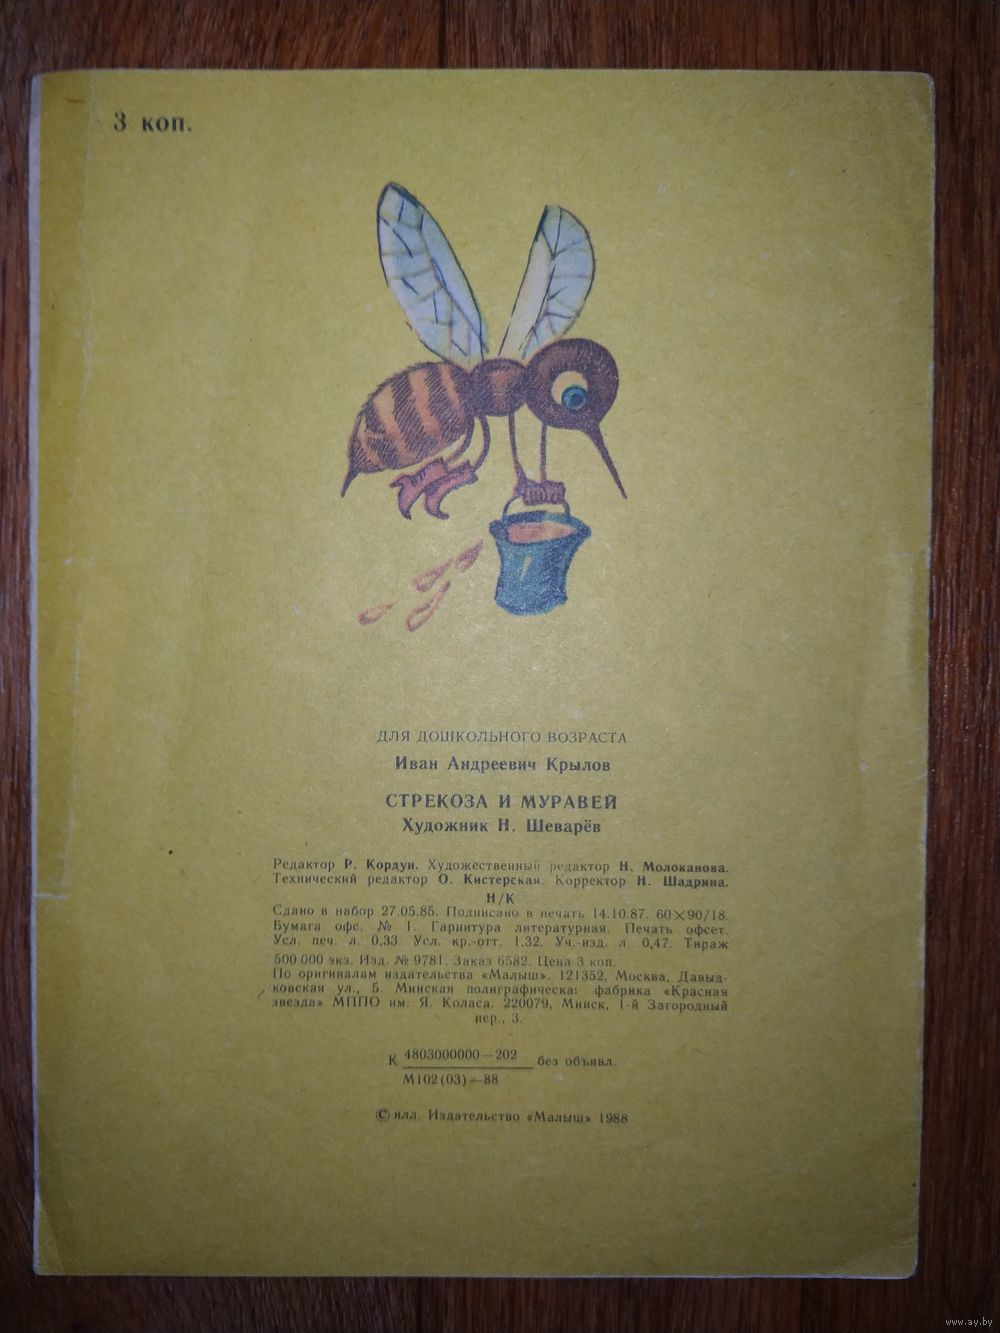 3 коп.
ДЛЯ ДОШКОЛЬНОГО ВОЗРАСТА
Иван Андреевич Крылов
СТРЕКОЗА И МУРАВЕЙ
Художник Н. Шеварёв
Редактор Р. Кордун. Художественный редактор Н. Молоканова.
Технический редактор О. Кистерская. Корректор Н. Шадрина.
Н/К
Сдано в набор 27.05.85. Подписано в печать 14.10.87. 60×90/18.
Бумага офс. № 1. Гарнитура литературная. Печать офсет.
Усл. печ. л. 0,33. Усл. кр.-отт. 1,32. Уч.-изд. л. 0,47. Тираж
500 000 экз. Изд. № 9781. Заказ 6582. Цена 3 коп.
По оригиналам издательства «Малыш». 121352, Москва, Давыд-
ковская ул., 5. Минская полиграфическа: фабрика «Красная
звезда» МППО им. Я. Коласа. 220079, Минск, 1-й Загородный
пер., 3.
К 4803000000—202 без объявл.
М102(03)—88
© илл. Издательство «Малыш» 1988
www.ay.by